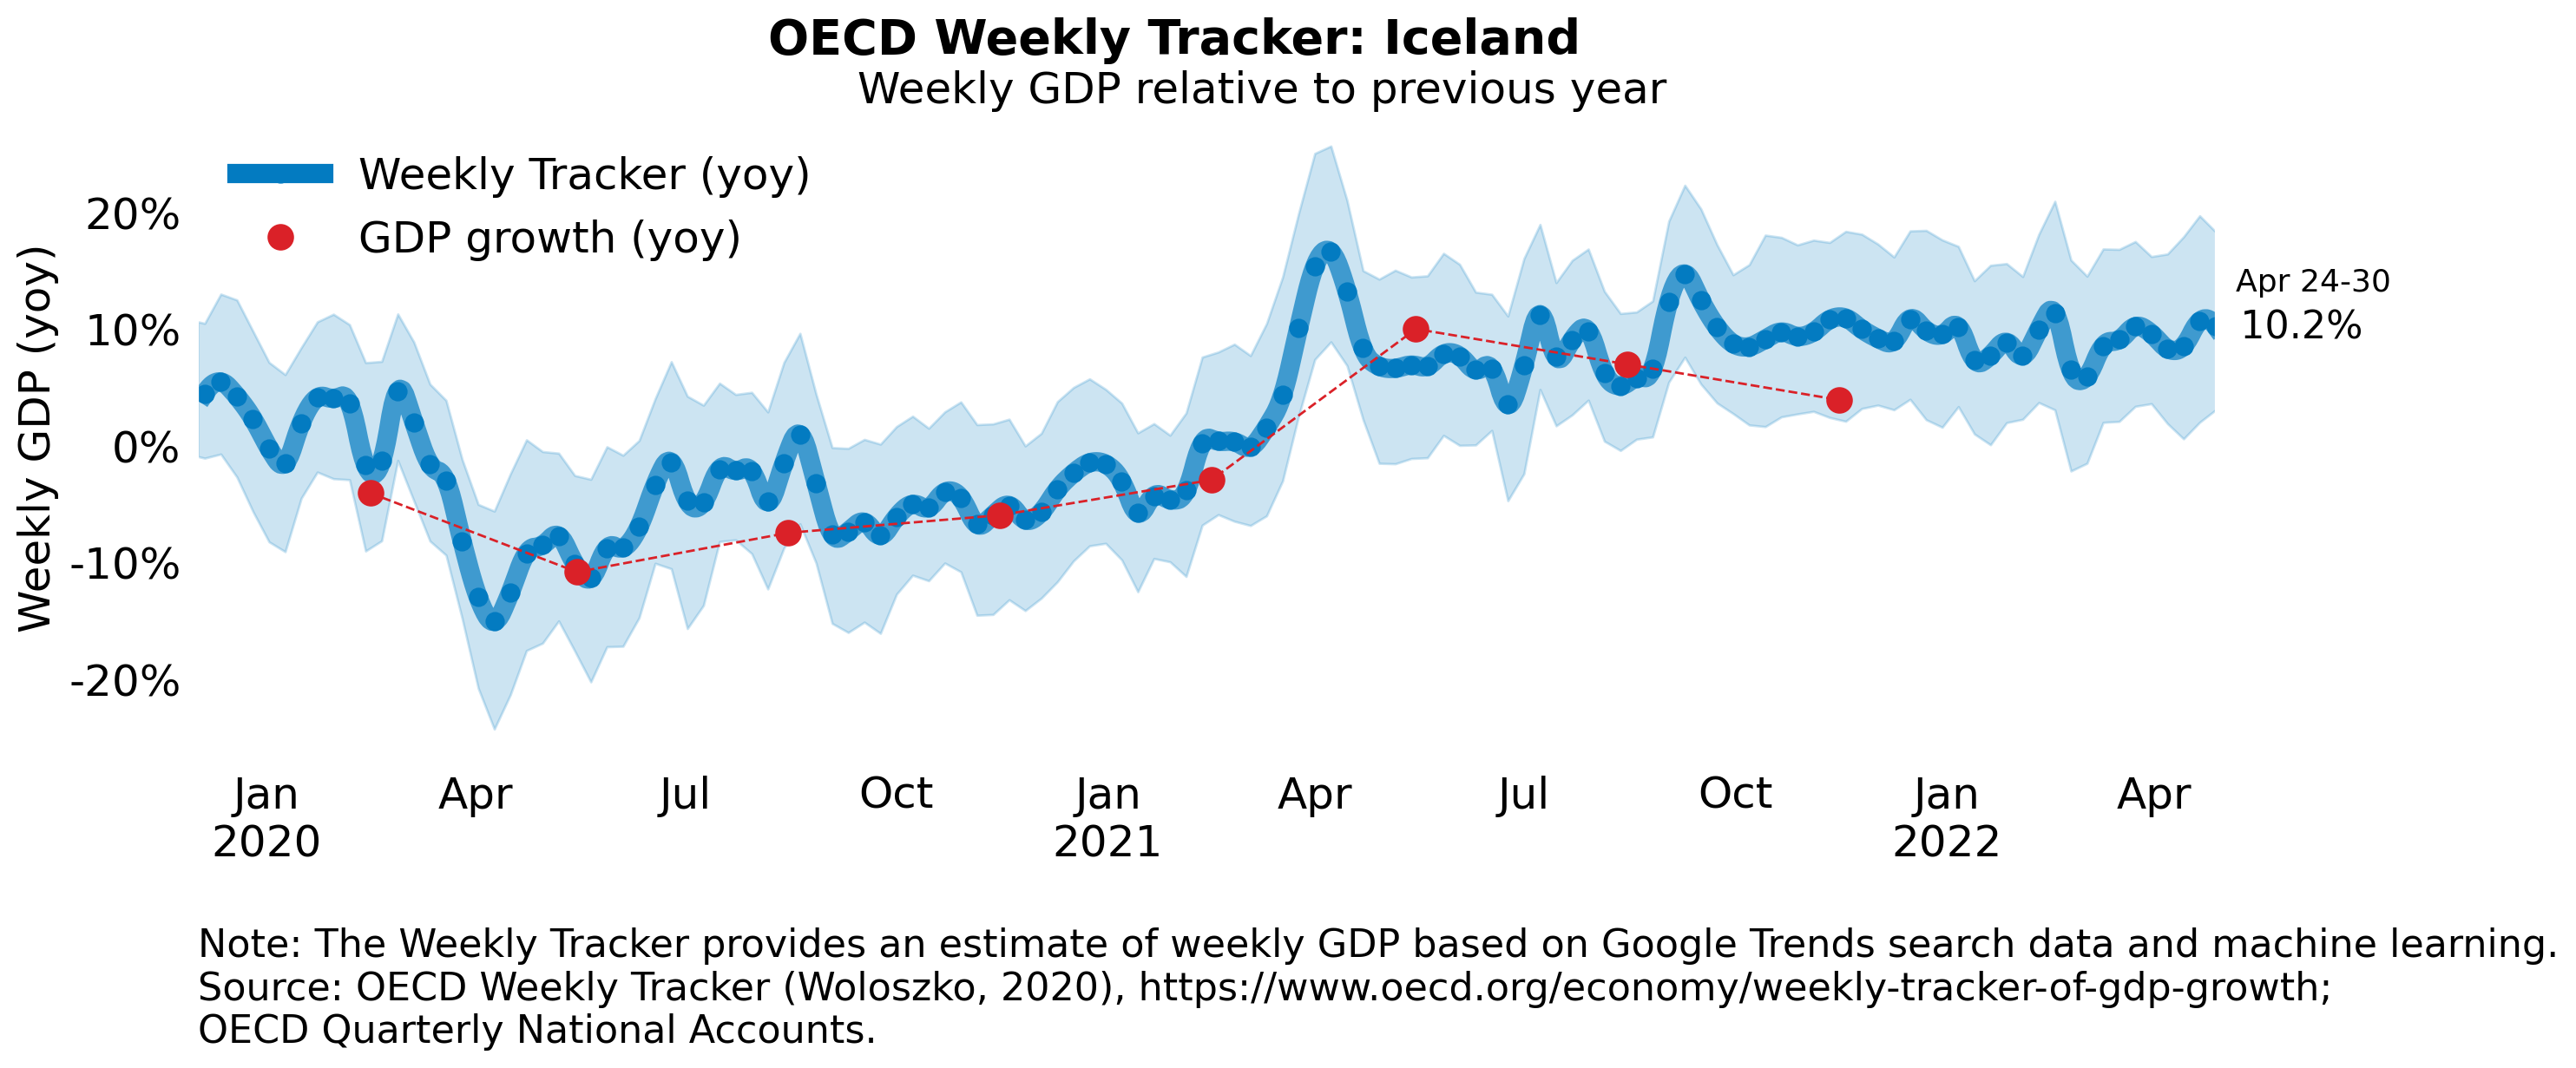 OECD Weekly Tracker: Iceland
Weekly GDP relative to previous year
Weekly Tracker (yoy)
GDP growth (yoy)
Weekly GDP (yoy)
20%
10%
0%
-10%
-20%
Apr 24-30
10.2%
Jan Apr Jul Oct Jan Apr Jul Oct Jan Apr
2020 2021 2022
Note: The Weekly Tracker provides an estimate of weekly GDP based on Google Trends search data and machine learning.
Source: OECD Weekly Tracker (Woloszko, 2020), https://www.oecd.org/economy/weekly-tracker-of-gdp-growth;
OECD Quarterly National Accounts.